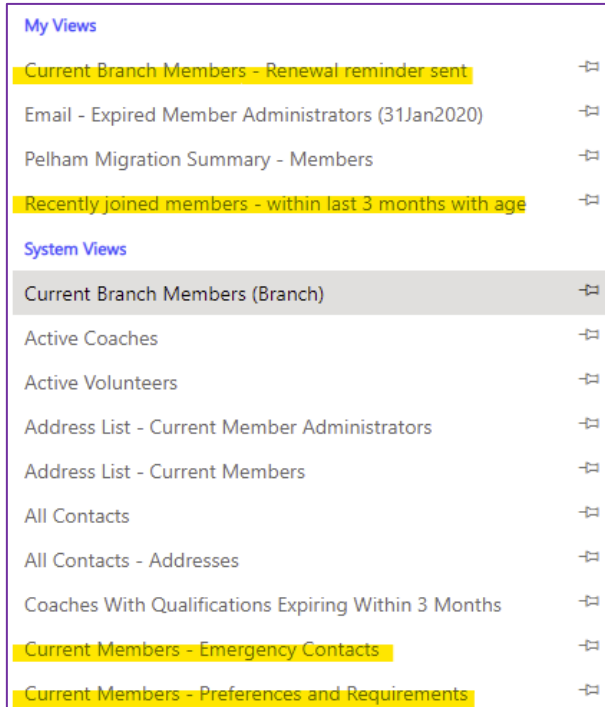 My Views
Current Branch Members - Renewal reminder sent
Email - Expired Member Administrators (31Jan2020)
Pelham Migration Summary - Members
Recently joined members - within last 3 months with age
System Views
Current Branch Members (Branch)
Active Coaches
Active Volunteers
Address List - Current Member Administrators
Address List - Current Members
All Contacts
All Contacts - Addresses
Coaches With Qualifications Expiring Within 3 Months
Current Members - Emergency Contacts
Current Members - Preferences and Requirements